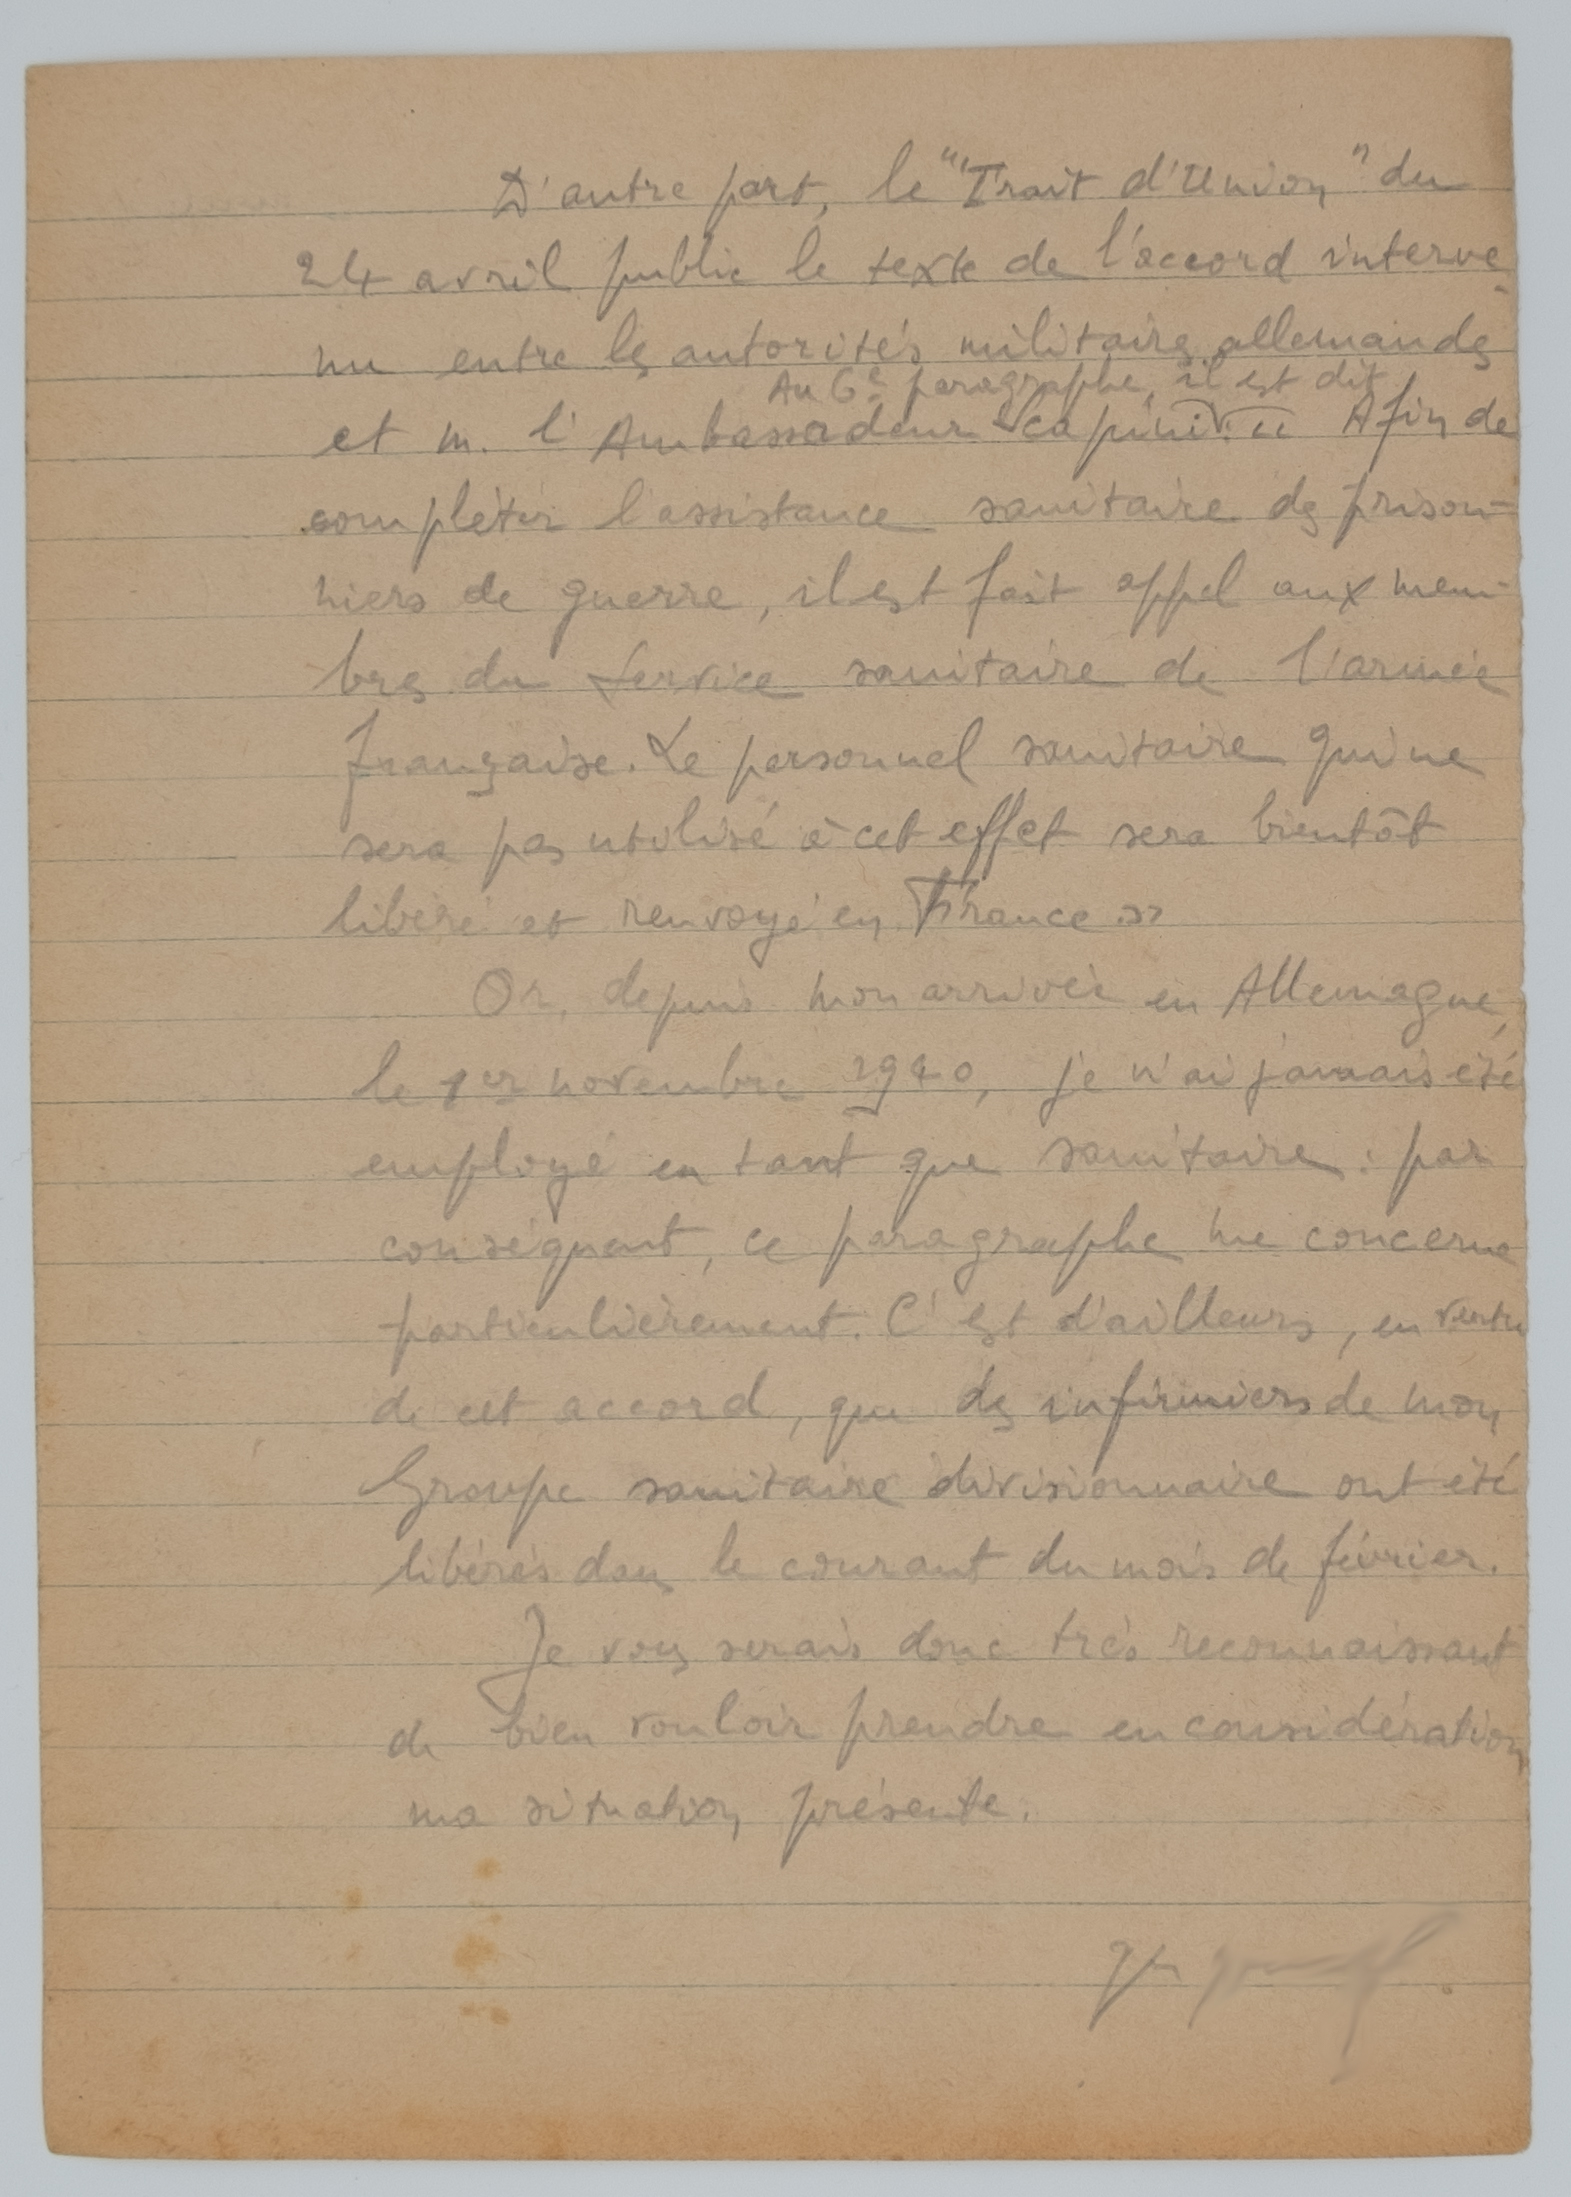 D'autre part, le "Trait d'Union" du
24 avril publie le texte de l'accord interve-
nu entre les autorités militaires allemandes
Au 6e paragraphe, il est dit
et M. l'Ambassadeur Scapini. « Afin de
compléter l'assistance sanitaire des prison=
niers de guerre, il est fait appel aux mem-
bres du Service sanitaire de l'armée
française. Le personnel sanitaire qui ne
sera pas utilisé à cet effet sera bientôt
libéré et renvoyé en France »
Or, depuis mon arrivée en Allemagne,
le 1er novembre 1940, je n'ai jamais été
employé en tant que sanitaire : par
conséquent, ce paragraphe me concerne
particulièrement. C'est d'ailleurs, en vertu
de cet accord, que des infirmiers de mon
Groupe sanitaire divisionnaire ont été
libérés dans le courant du mois de février.
Je vous serais donc très reconnaissant
de bien vouloir prendre en considération
ma situation présente.